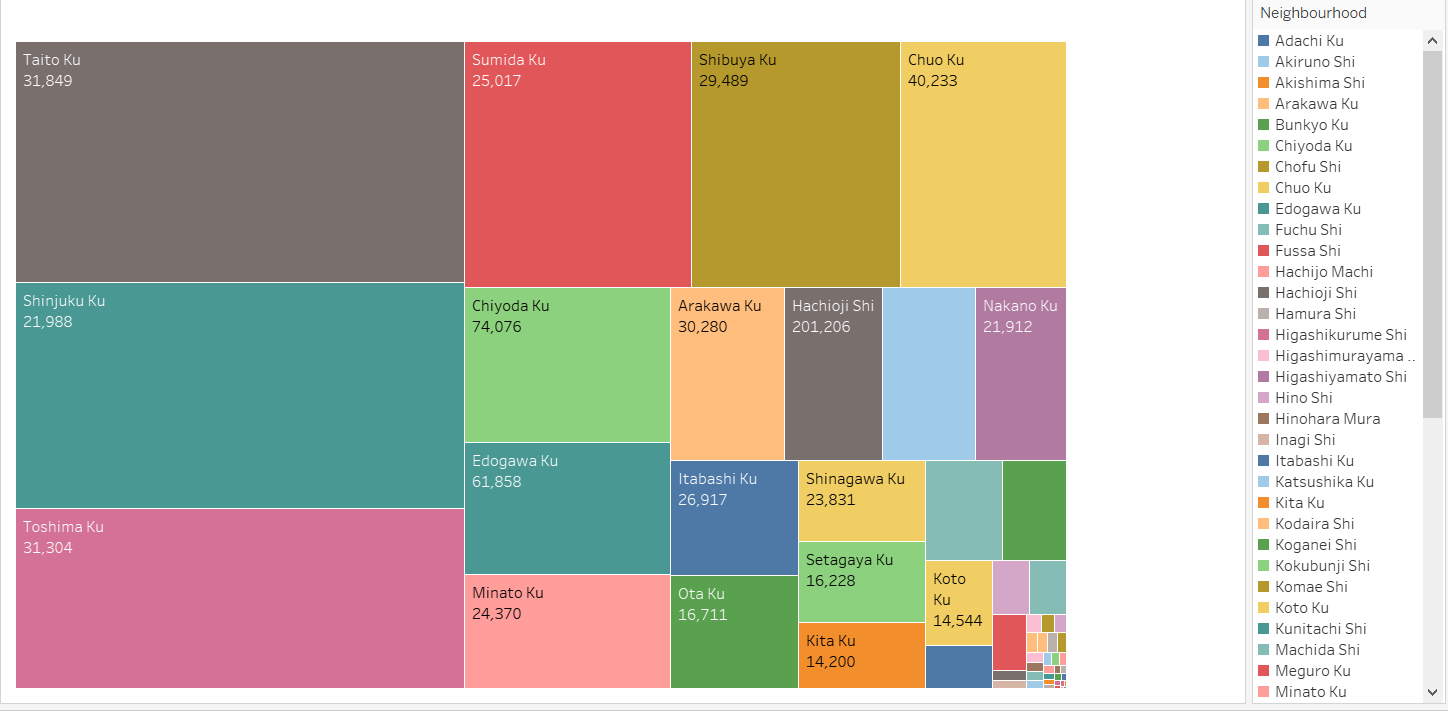 Taito Ku
31,849
Shinjuku Ku
21,988
Toshima Ku
31,304
Sumida Ku
25,017
Shibuya Ku
29,489
Chuo Ku
40,233
Chiyoda Ku
74,076
Edogawa Ku
61,858
Minato Ku
24,370
Arakawa Ku
30,280
Hachioji Shi
201,206
Nakano Ku
21,912
Itabashi Ku
26,917
Ota Ku
16,711
Shinagawa Ku
23,831
Setagaya Ku
16,228
Kita Ku
14,200
Koto
Ku
14,544
Neighbourhood
Adachi Ku
Akiruno Shi
Akishima Shi
Arakawa Ku
Bunkyo Ku
Chiyoda Ku
Chofu Shi
Chuo Ku
Edogawa Ku
Fuchu Shi
Fussa Shi
Hachijo Machi
Hachioji Shi
Hamura Shi
Higashikurume Shi
Higashimurayama ..
Higashiyamato Shi
Hino Shi
Hinohara Mura
Inagi Shi
Itabashi Ku
Katsushika Ku
Kita Ku
Kodaira Shi
Koganei Shi
Kokubunji Shi
Komae Shi
Koto Ku
Kunitachi Shi
Machida Shi
Meguro Ku
Minato Ku